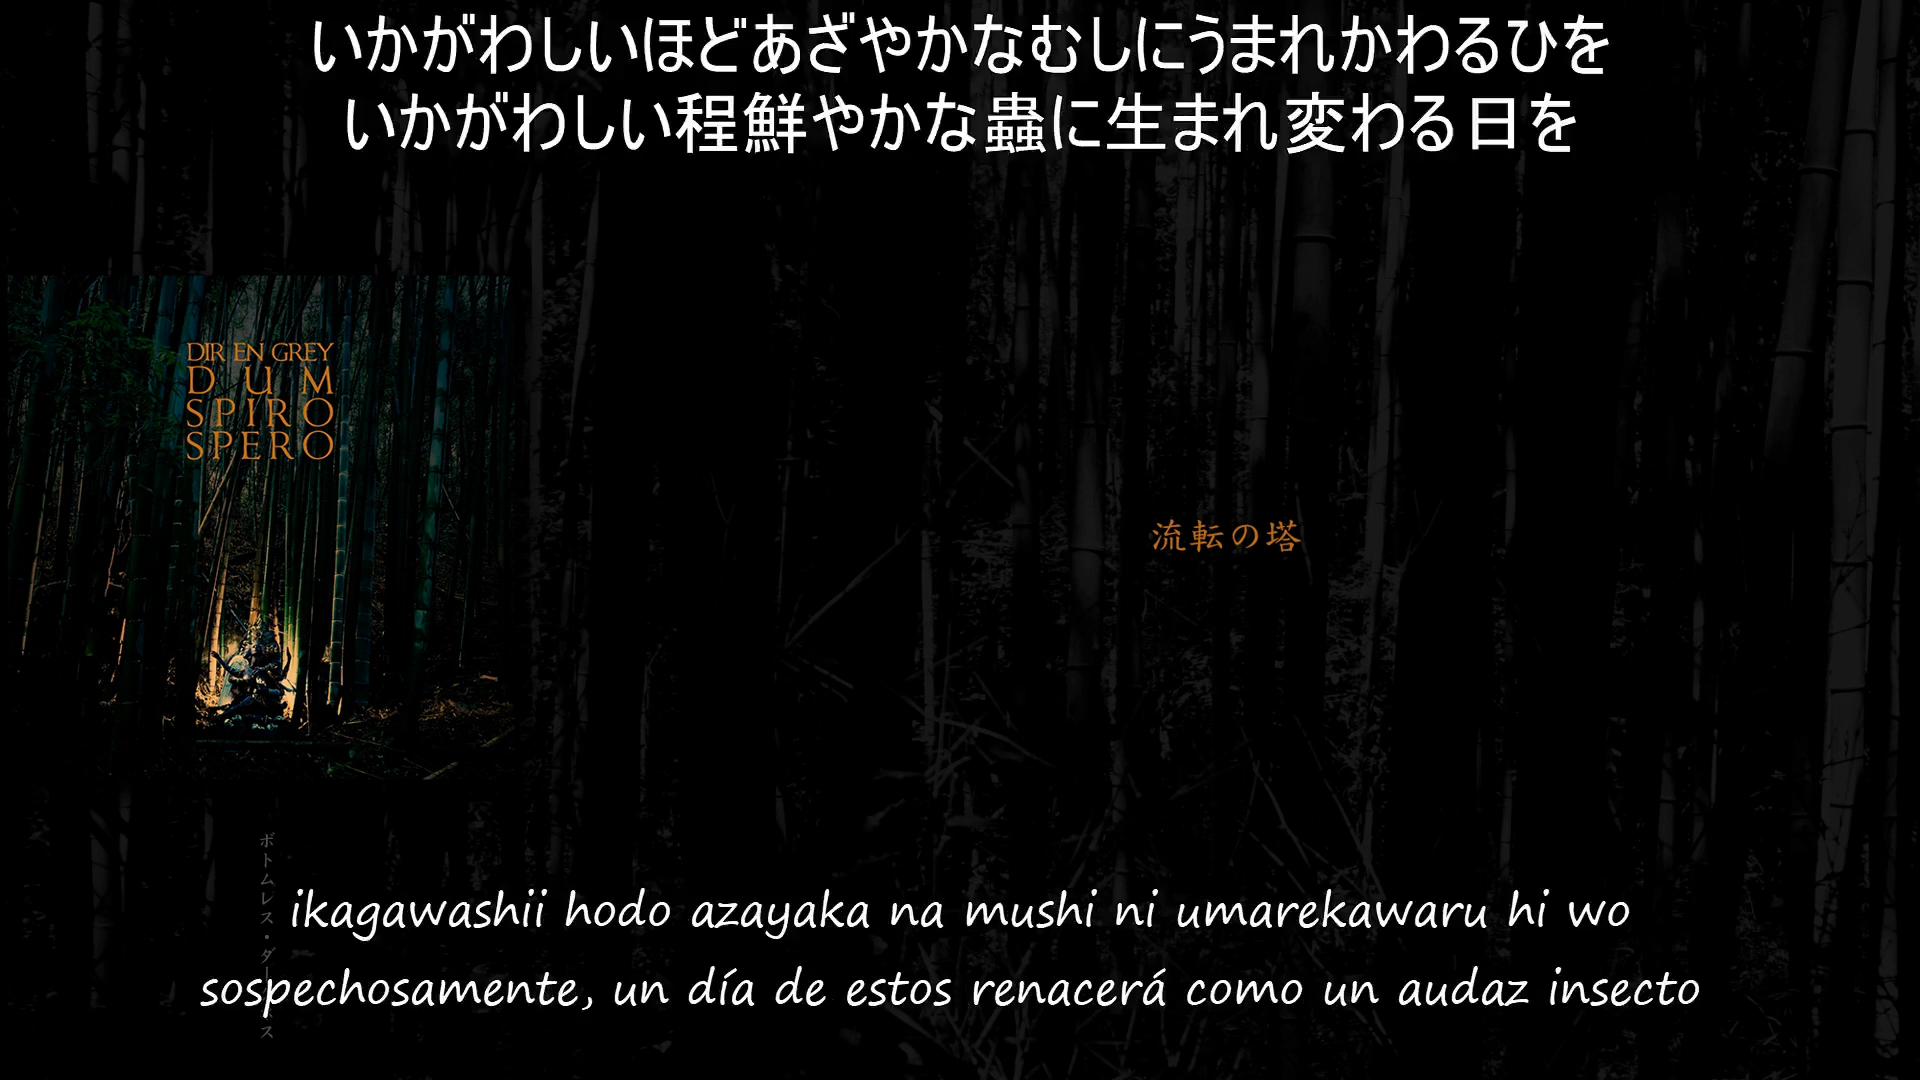 いかがわしいほどあざやかなむしにうまれかわるひを
いかがわしい程鮮やかな蟲に生まれ変わる日を
DIR EN GREY
DUM
SPIRO
SPERO
流転の塔
ikagawashii hodo azayaka na mushi ni umarekawaru hi wo
sospechosamente, un día de estos renacerá como un audaz insecto